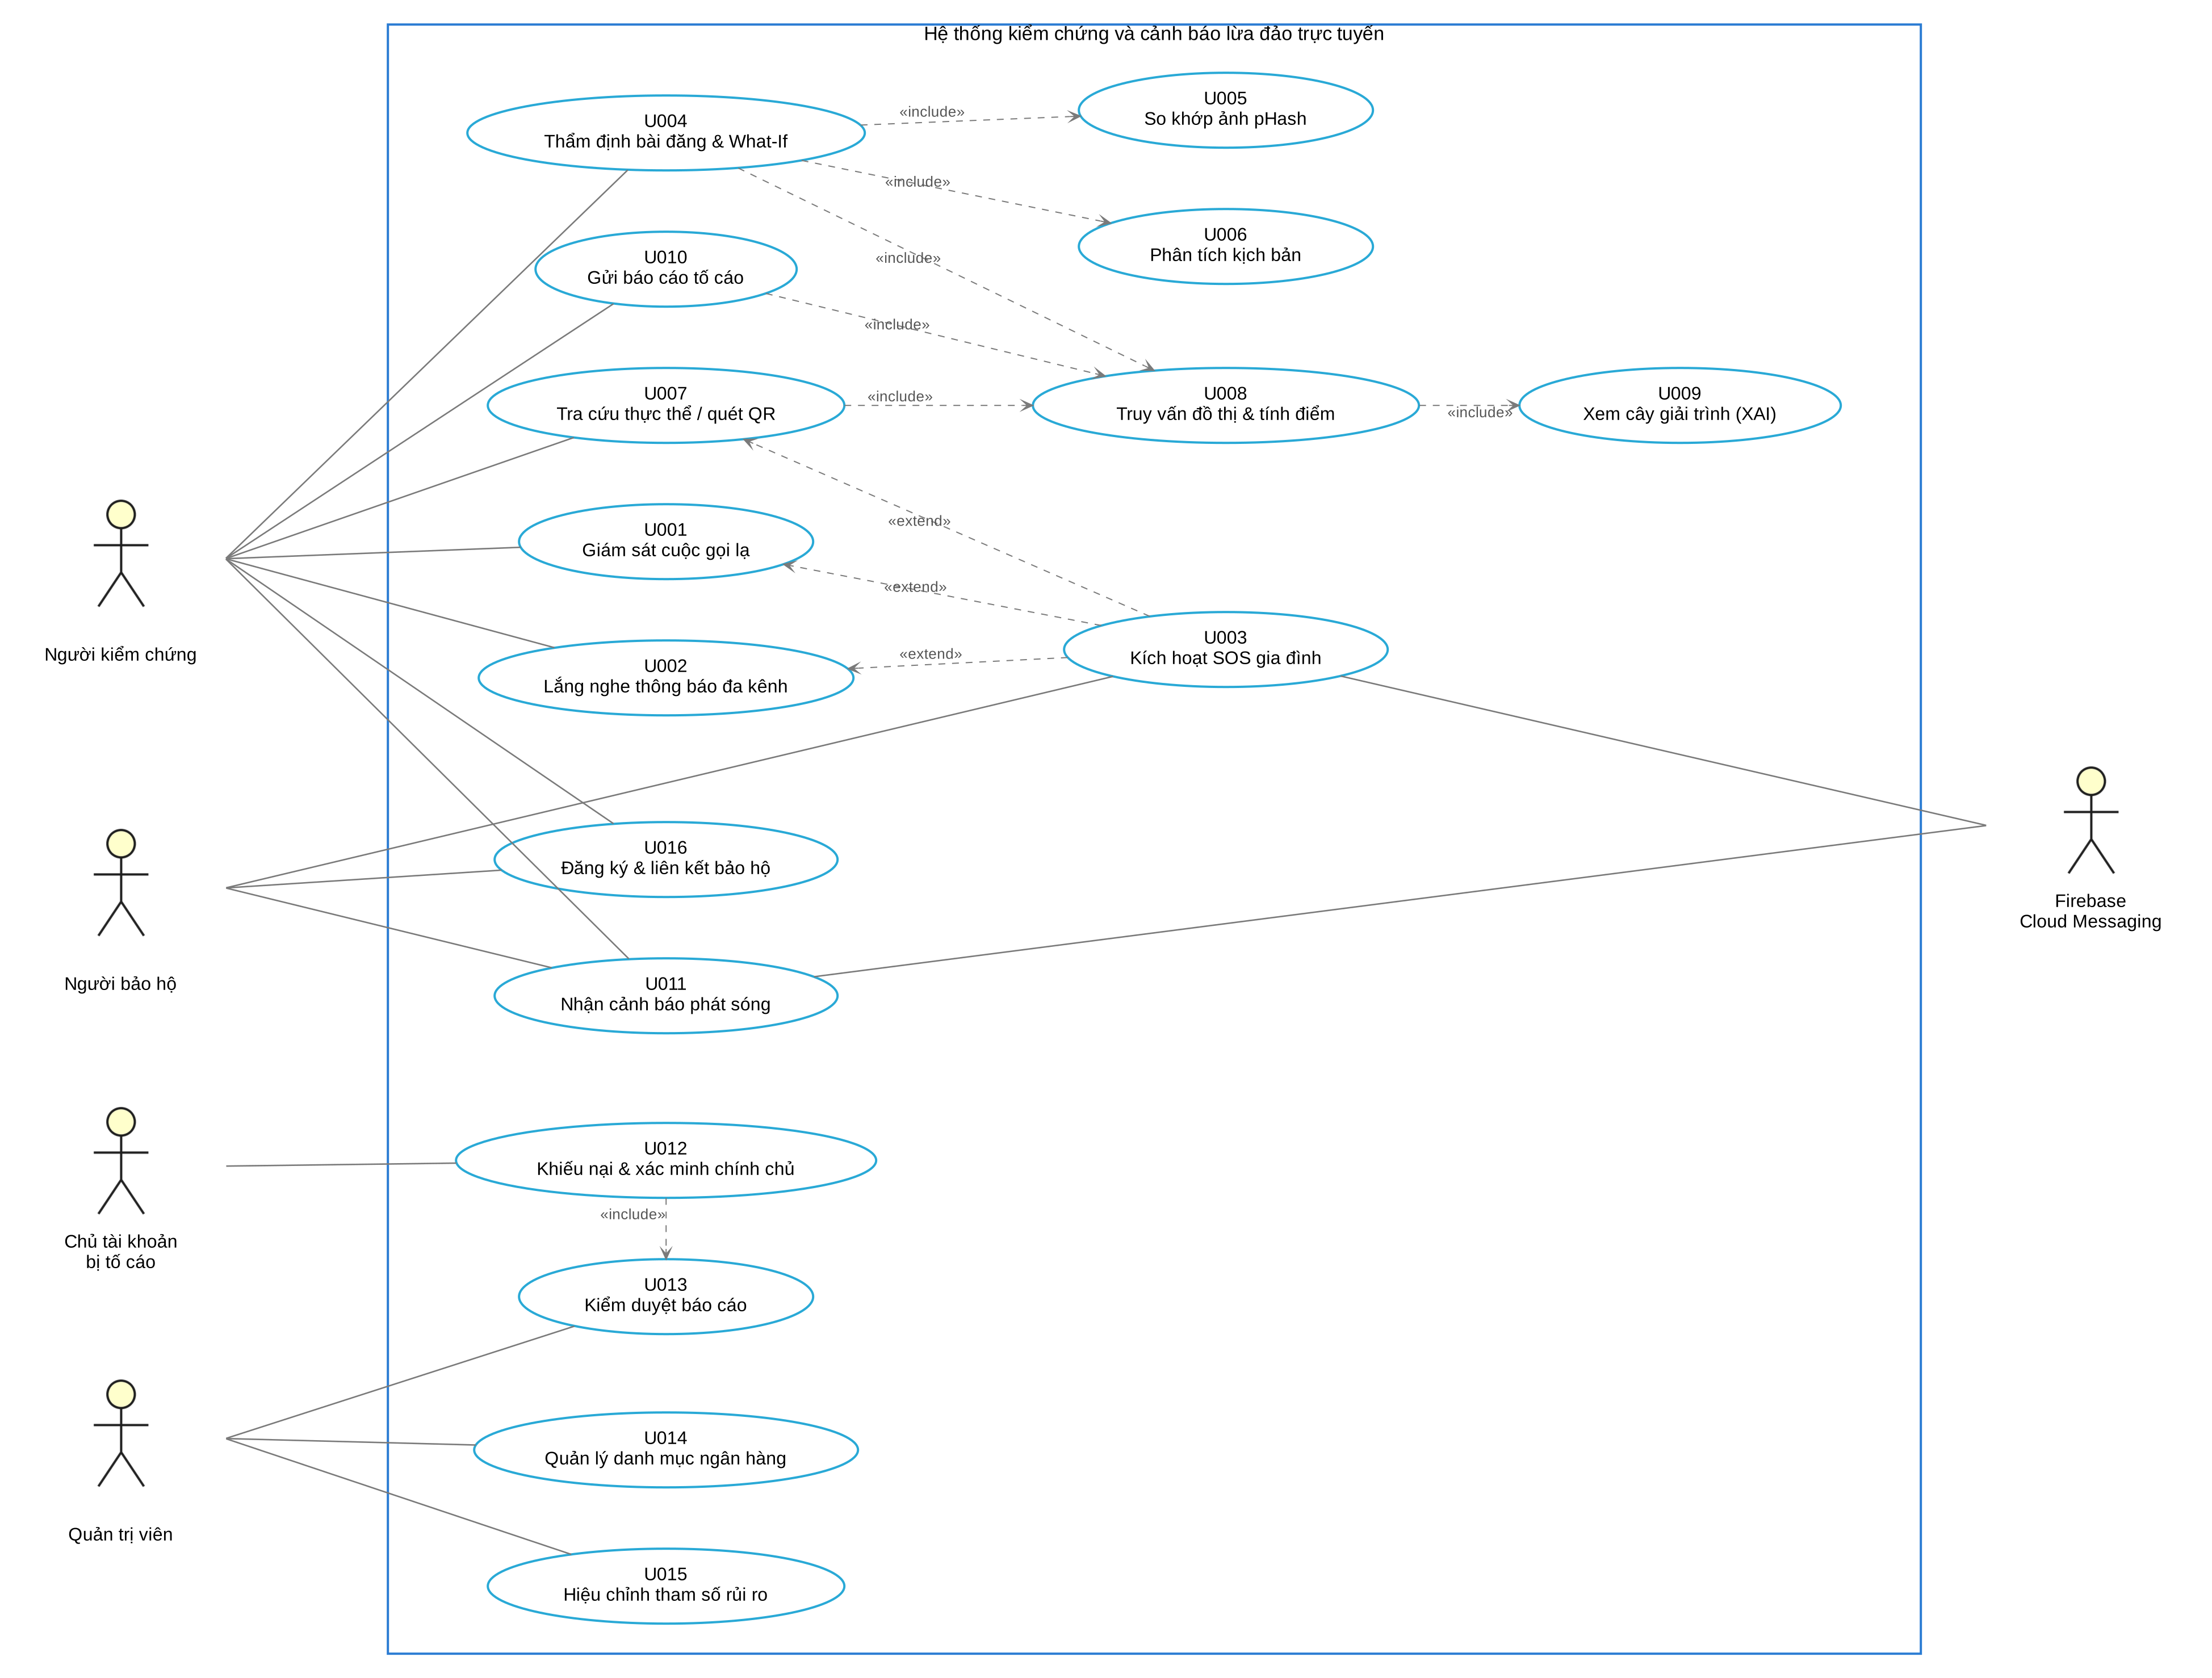 Hệ thống kiểm chứng và cảnh báo lừa đảo trực tuyến
U004
Thẩm định bài đăng & What-If
«include»
U005
So khớp ảnh pHash
«include»
U006
Phân tích kịch bản
«include»
U010
Gửi báo cáo tố cáo
«include»
U007
Tra cứu thực thể / quét QR
«include»
U008
Truy vấn đồ thị & tính điểm
«include»
U009
Xem cây giải trình (XAI)
«extend»
U001
Giám sát cuộc gọi lạ
«extend»
U003
Kích hoạt SOS gia đình
«extend»
U002
Lắng nghe thông báo đa kênh
Người kiểm chứng
U016
Đăng ký & liên kết bảo hộ
Firebase
Cloud Messaging
Người bảo hộ
U011
Nhận cảnh báo phát sóng
U012
Khiếu nại & xác minh chính chủ
«include»
Chủ tài khoản
bị tố cáo
U013
Kiểm duyệt báo cáo
U014
Quản lý danh mục ngân hàng
Quản trị viên
U015
Hiệu chỉnh tham số rủi ro